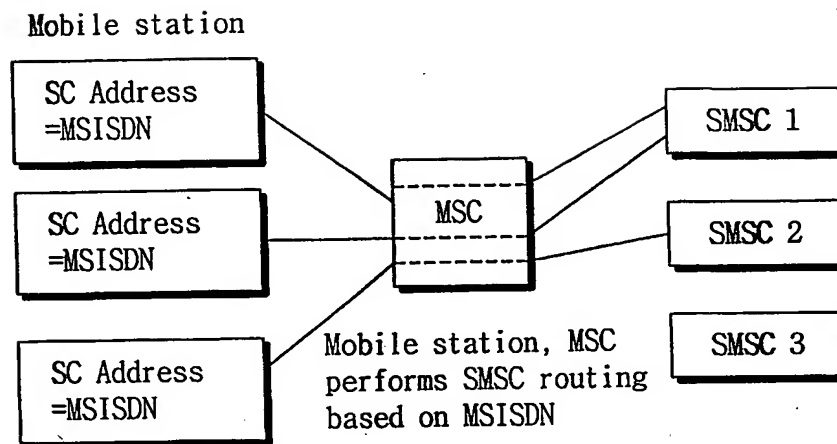 Mobile station
SC Address
=MSISDN
SC Address
=MSISDN
SC Address
=MSISDN
MSC
SMSC 1
SMSC 2
SMSC 3
Mobile station, MSC
performs SMSC routing
based on MSISDN